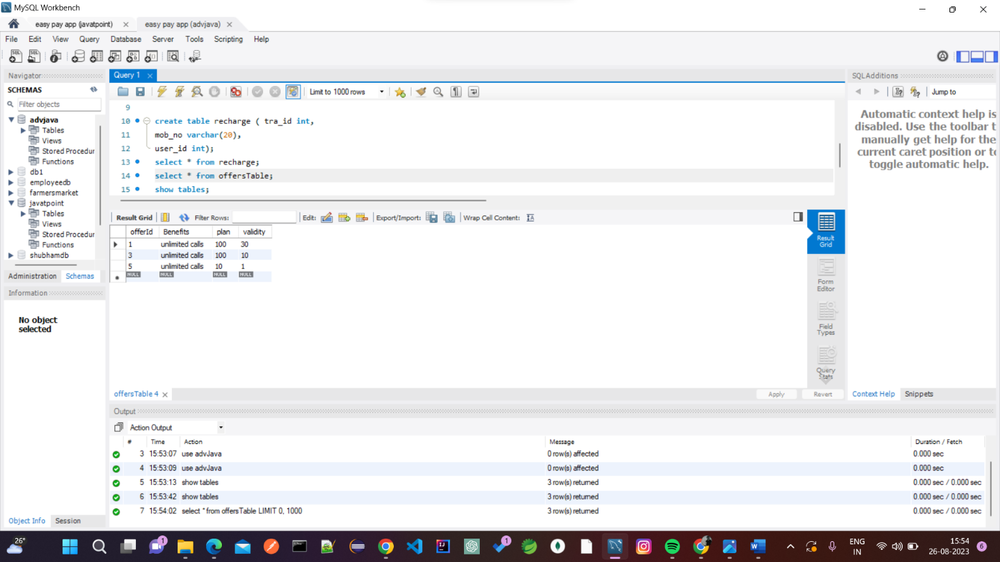 MySQL Workbench
easy pay app (javatpoint)
easy pay app (advjava)
File Edit View Query Database Server Tools Scripting Help
Navigator
SCHEMAS
Filter objects
advjava
Tables
Views
Stored Procedur
Functions
db1
employeedb
farmersmarket
javatpoint
Tables
Views
Stored Procedur
Functions
shubhamdb
Administration Schemas
Information
No object
selected
Object Info Session
Query 1
Limit to 1000 rows
9
10 create table recharge ( tra_id int,
11 mob_no varchar(20),
12 user_id int);
13 select * from recharge;
14 select * from offersTable;
15 show tables;
Result Grid Filter Rows: Edit: Export/Import: Wrap Cell Content:
offerId Benefits plan validity
1 unlimited calls 100 30
3 unlimited calls 100 10
5 unlimited calls 10 1
NULL NULL NULL NULL
Result
Grid
Form
Editor
Field
Types
Query
Stats
offersTable 4
Apply Revert
SQLAdditions
Jump to
Automatic context help is
disabled. Use the toolbar t
manually get help for the
current caret position or to
toggle automatic help.
Context Help Snippets
Output
Action Output
# Time Action Message Duration / Fetch
3 15:53:07 use advJava 0 row(s) affected 0.000 sec
4 15:53:09 use advJava 0 row(s) affected 0.000 sec
5 15:53:13 show tables 3 row(s) returned 0.000 sec / 0.000 sec
6 15:53:42 show tables 3 row(s) returned 0.000 sec / 0.000 sec
7 15:54:02 select * from offersTable LIMIT 0, 1000 3 row(s) returned 0.000 sec / 0.000 sec
26°
1
1
ENG
IN
15:54
26-08-2023
6